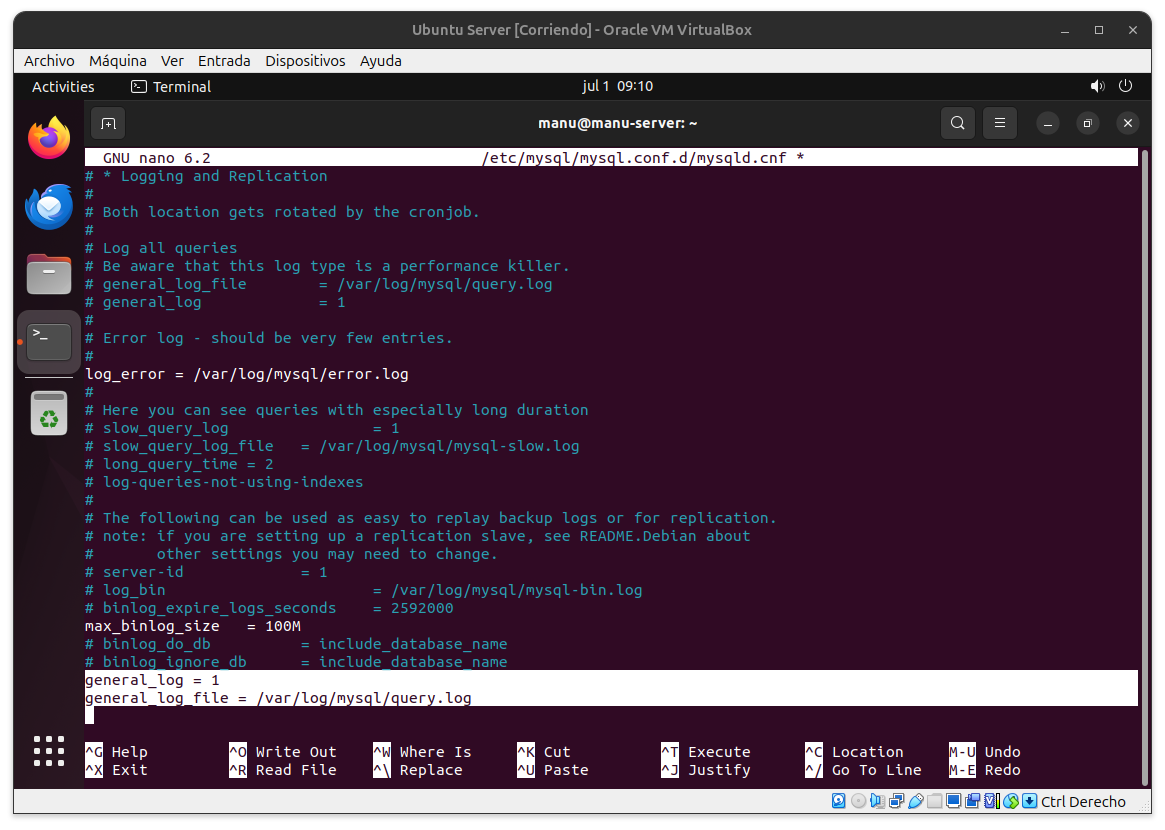 Ubuntu Server [Corriendo] - Oracle VM VirtualBox
Archivo Máquina Ver Entrada Dispositivos Ayuda
Activities Terminal jul 1 09:10
manu@manu-server: ~
GNU nano 6.2 /etc/mysql/mysql.conf.d/mysqld.cnf *
# * Logging and Replication
#
# Both location gets rotated by the cronjob.
#
# Log all queries
# Be aware that this log type is a performance killer.
# general_log_file        = /var/log/mysql/query.log
# general_log             = 1
#
# Error log - should be very few entries.
#
log_error = /var/log/mysql/error.log
#
# Here you can see queries with especially long duration
# slow_query_log                = 1
# slow_query_log_file   = /var/log/mysql/mysql-slow.log
# long_query_time = 2
# log-queries-not-using-indexes
#
# The following can be used as easy to replay backup logs or for replication.
# note: if you are setting up a replication slave, see README.Debian about
#       other settings you may need to change.
# server-id             = 1
# log_bin                       = /var/log/mysql/mysql-bin.log
# binlog_expire_logs_seconds    = 2592000
max_binlog_size   = 100M
# binlog_do_db          = include_database_name
# binlog_ignore_db      = include_database_name
general_log = 1
general_log_file = /var/log/mysql/query.log
^G Help ^O Write Out ^W Where Is ^K Cut ^T Execute ^C Location M-U Undo
^X Exit ^R Read File ^\ Replace ^U Paste ^J Justify ^/ Go To Line M-E Redo
Ctrl Derecho